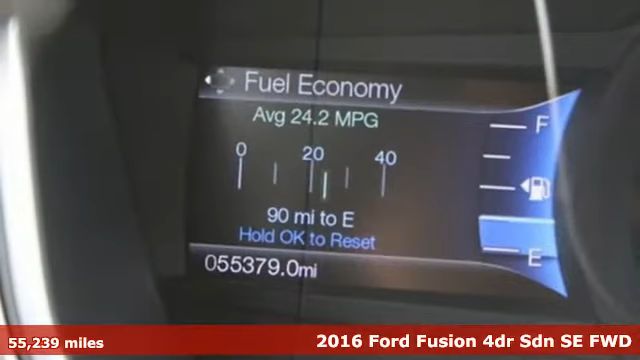 Fuel Economy
Avg 24.2 MPG
0 20 40
F
90 mi to E
Hold OK to Reset
E
055379.0mi
55,239 miles
2016 Ford Fusion 4dr Sdn SE FWD